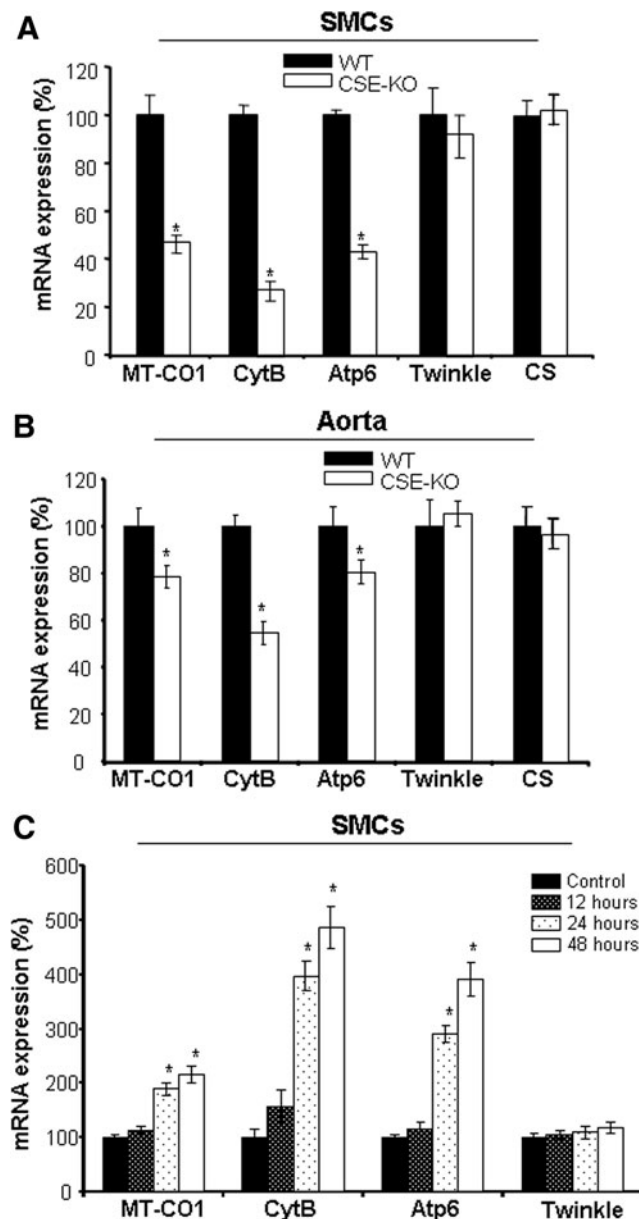 A
SMCs
WT
CSE-KO
mRNA expression (%)
120
100
80
60
40
20
0
* * *
MT-CO1 CytB Atp6 Twinkle CS
B
Aorta
WT
CSE-KO
mRNA expression (%)
120
100
80
60
40
20
0
* * *
MT-CO1 CytB Atp6 Twinkle CS
C
SMCs
Control
12 hours
24 hours
48 hours
mRNA expression (%)
600
500
400
300
200
100
0
* * * * * *
MT-CO1 CytB Atp6 Twinkle